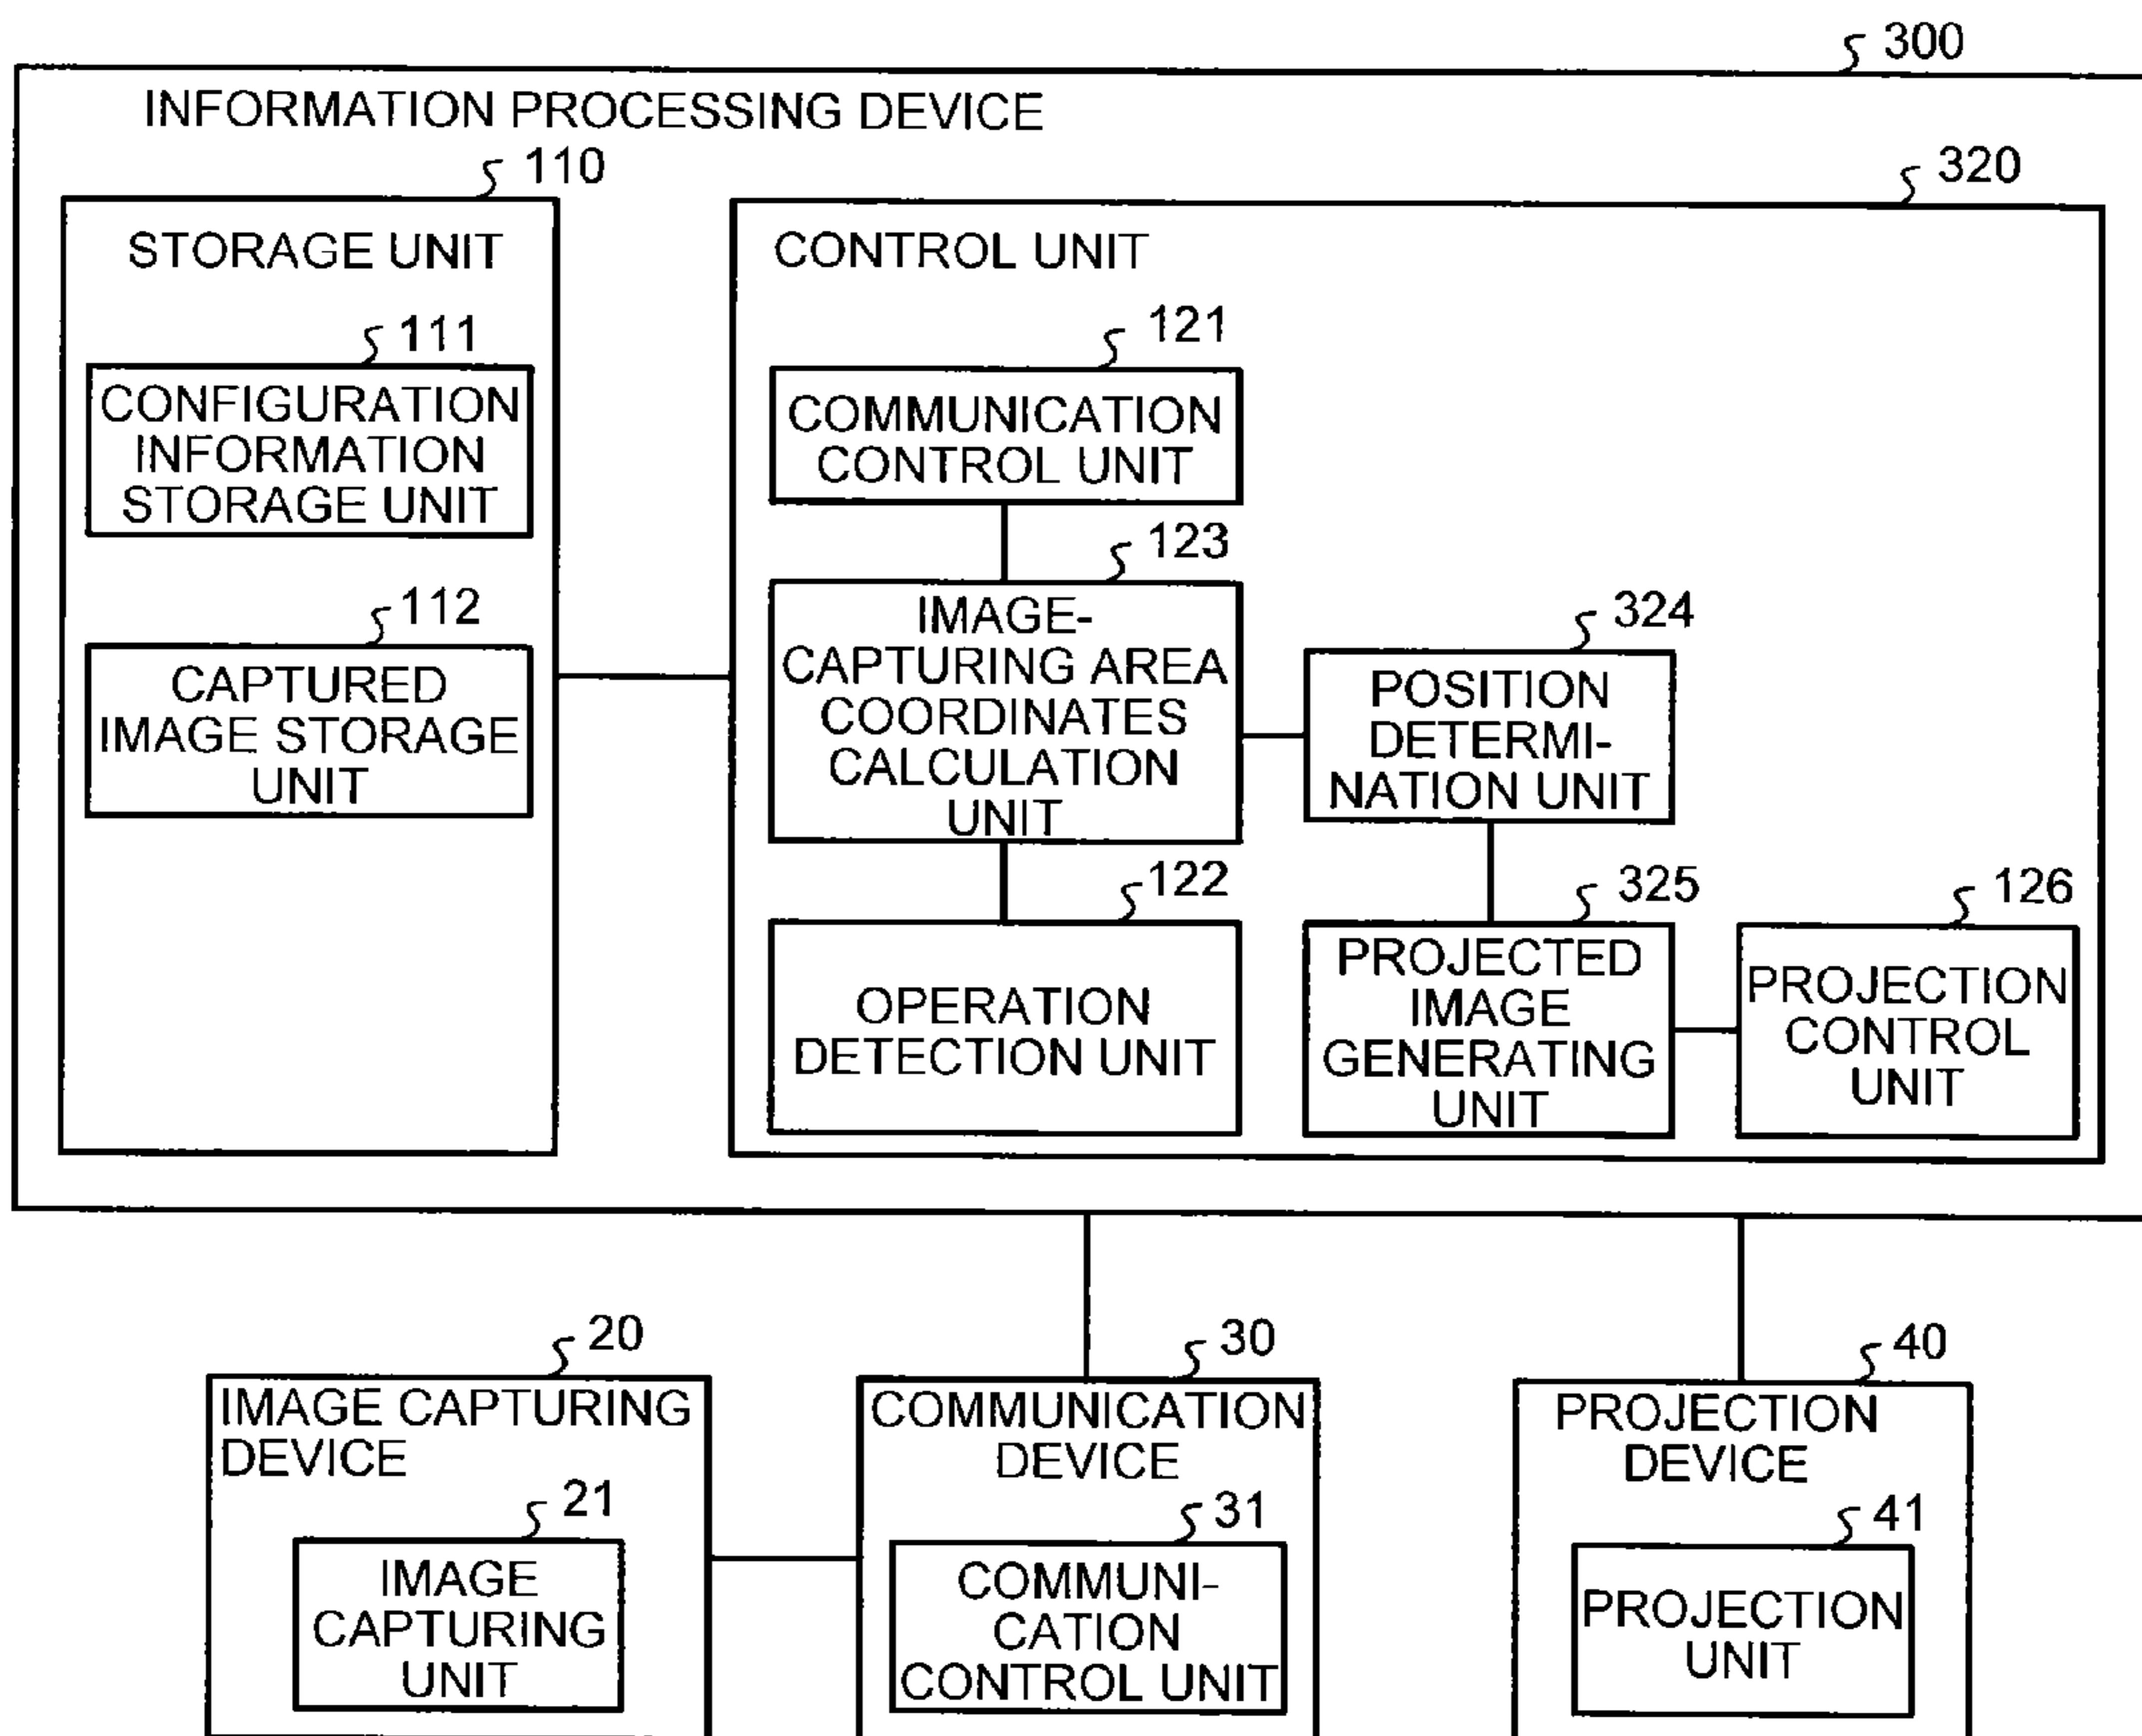 300
INFORMATION PROCESSING DEVICE
110
320
STORAGE UNIT
CONTROL UNIT
111
CONFIGURATION
INFORMATION
STORAGE UNIT
112
CAPTURED
IMAGE STORAGE
UNIT
121
COMMUNICATION
CONTROL UNIT
123
IMAGE-
CAPTURING AREA
COORDINATES
CALCULATION
UNIT
324
POSITION
DETERMI-
NATION UNIT
122
OPERATION
DETECTION UNIT
325
PROJECTED
IMAGE
GENERATING
UNIT
126
PROJECTION
CONTROL
UNIT
20
IMAGE CAPTURING
DEVICE
21
IMAGE
CAPTURING
UNIT
30
COMMUNICATION
DEVICE
31
COMMUNI-
CATION
CONTROL UNIT
40
PROJECTION
DEVICE
41
PROJECTION
UNIT